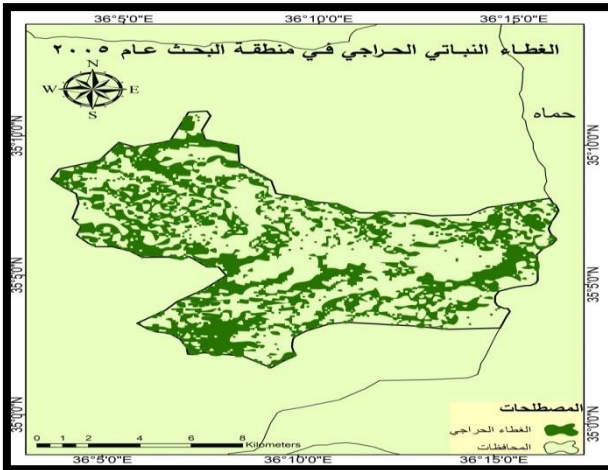 36°5'0"E 36°10'0"E 36°15'0"E
الغطاء النباتي الحراجي في منطقة البحث عام ٢٠٠٥
N
W E
S
حماه
35°10'0"N 35°10'0"N
35°5'0"N 35°5'0"N
35°0'0"N 35°0'0"N
المصطلحات
الغطاء الحراجي
المحافظات
0 1 2 4 6 8
Kilometers
36°5'0"E 36°10'0"E 36°15'0"E